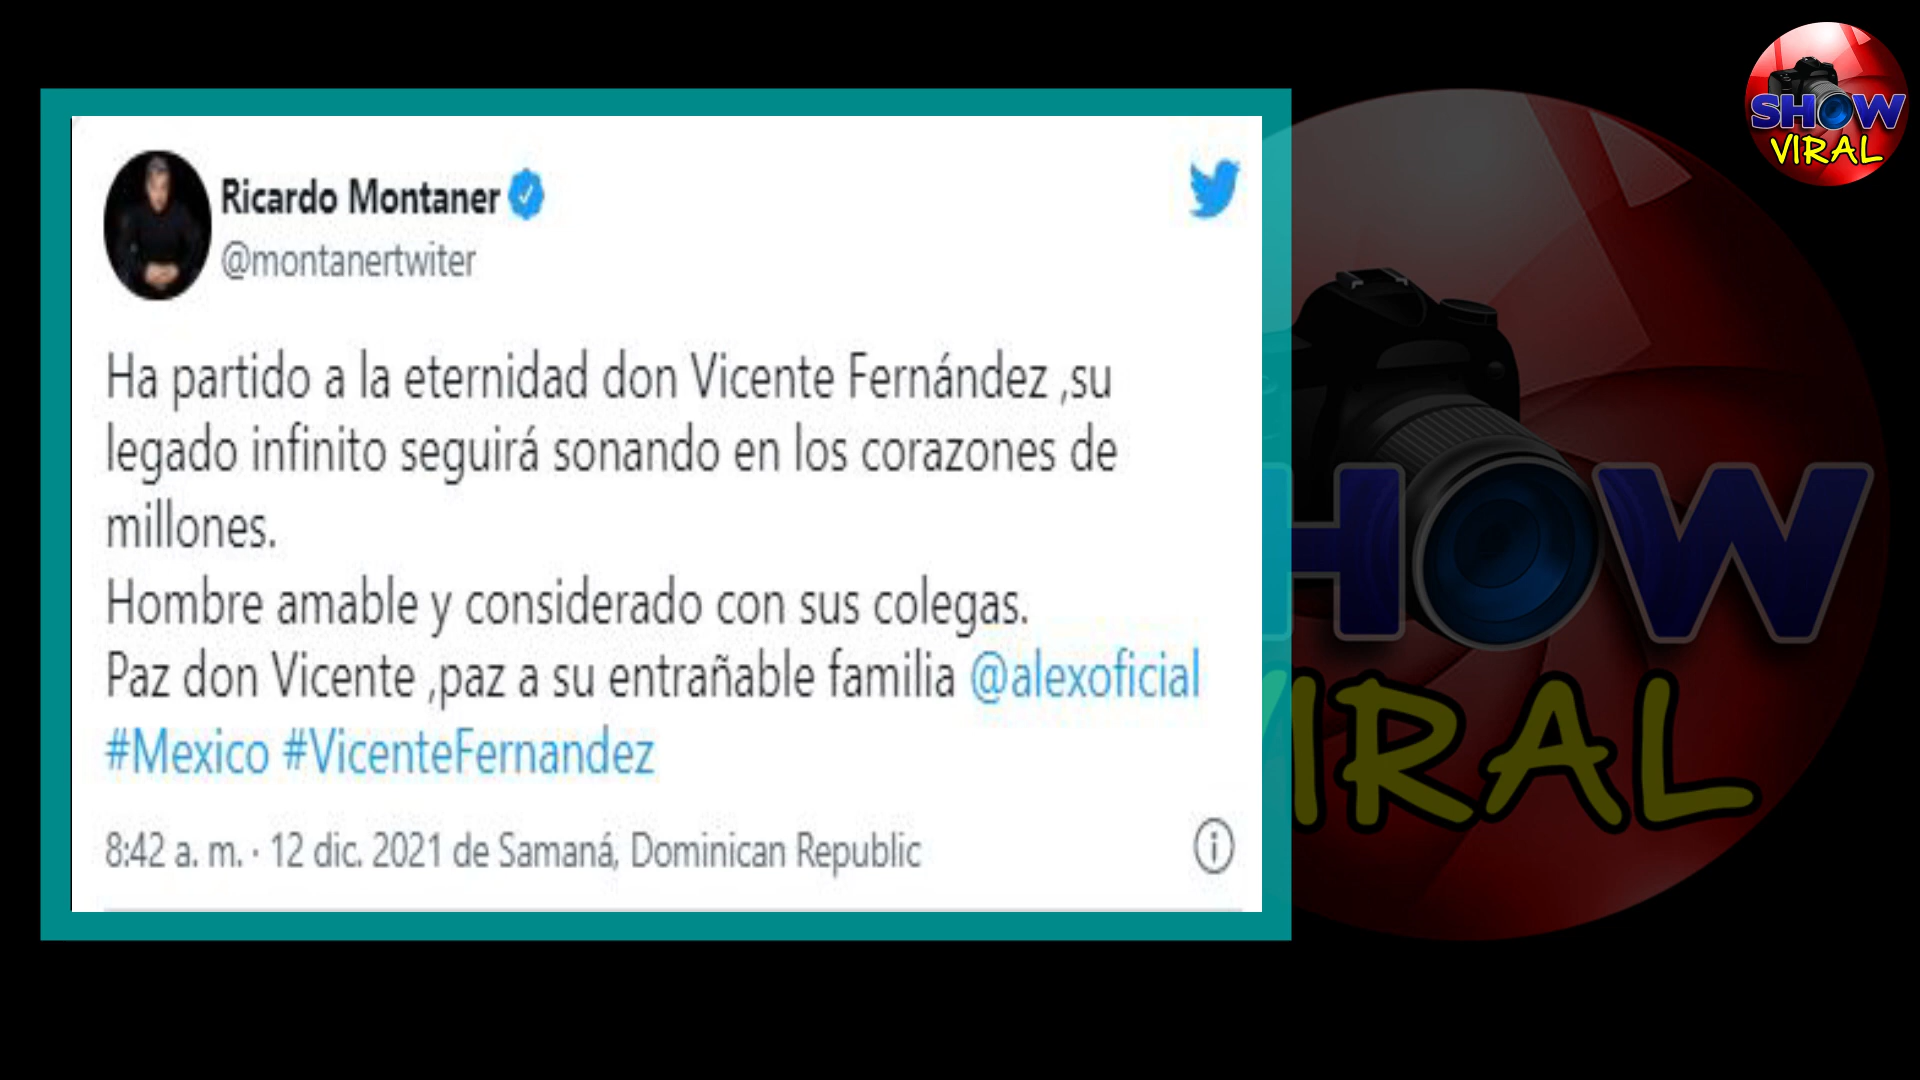 Ricardo Montaner
@montanertwiter
Ha partido a la eternidad don Vicente Fernández ,su
legado infinito seguirá sonando en los corazones de
millones.
Hombre amable y considerado con sus colegas.
Paz don Vicente ,paz a su entrañable familia @alexoficial
#Mexico #VicenteFernandez
8:42 a. m. · 12 dic. 2021 de Samaná, Dominican Republic
SHOW
VIRAL
HOW
VIRAL